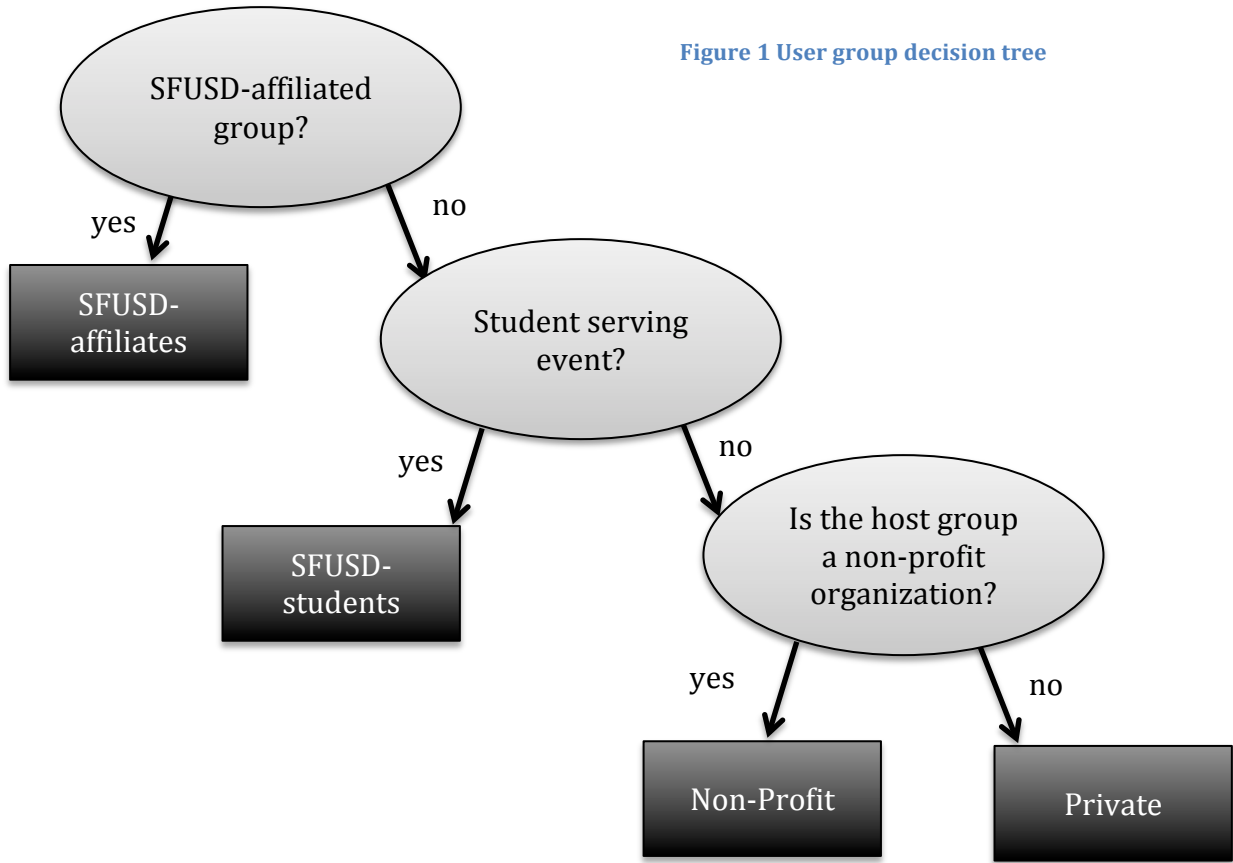 Figure 1 User group decision tree
SFUSD-affiliated
group?
yes
no
SFUSD-
affiliates
Student serving
event?
yes
no
SFUSD-
students
Is the host group
a non-profit
organization?
yes
no
Non-Profit
Private